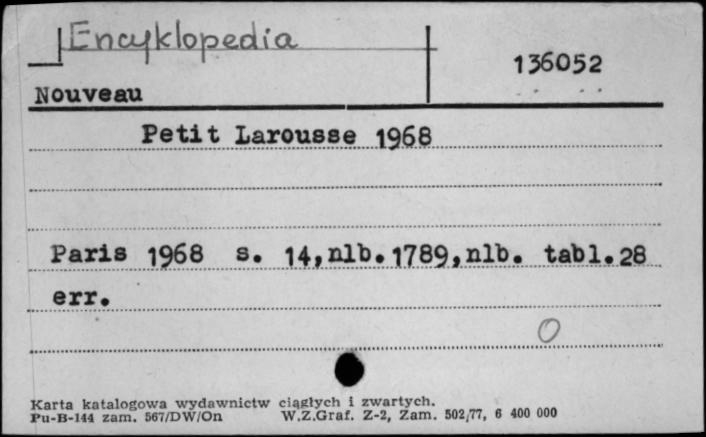 Encyklopedia
136052
Nouveau
Petit Larousse 1968
Paris 1968 s. 14,nlb.1789,nlb. tabl.28
err.
O
Karta katalogowa wydawnictw ciągłych i zwartych.
Pu-B-144 zam. 567/DW/On W.Z.Graf. Z-2, Zam. 502/77, 6 400 000